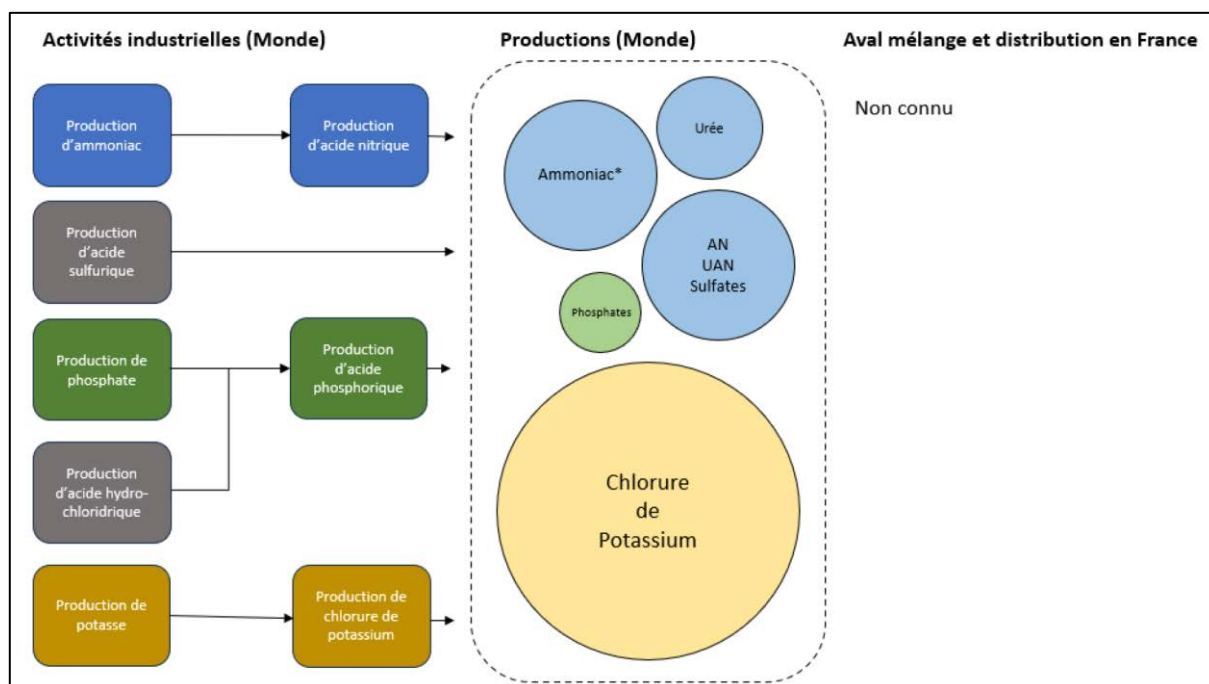 Activités industrielles (Monde)
Productions (Monde)
Aval mélange et distribution en France
Non connu
Production
d'ammoniac
Production
d'acide nitrique
Production
d'acide
sulfurique
Production de
phosphate
Production
d'acide
phosphorique
Production
d'acide hydro-
chloridrique
Production de
potasse
Production de
chlorure de
potassium
Urée
Ammoniac*
AN
UAN
Sulfates
Phosphates
Chlorure
de
Potassium